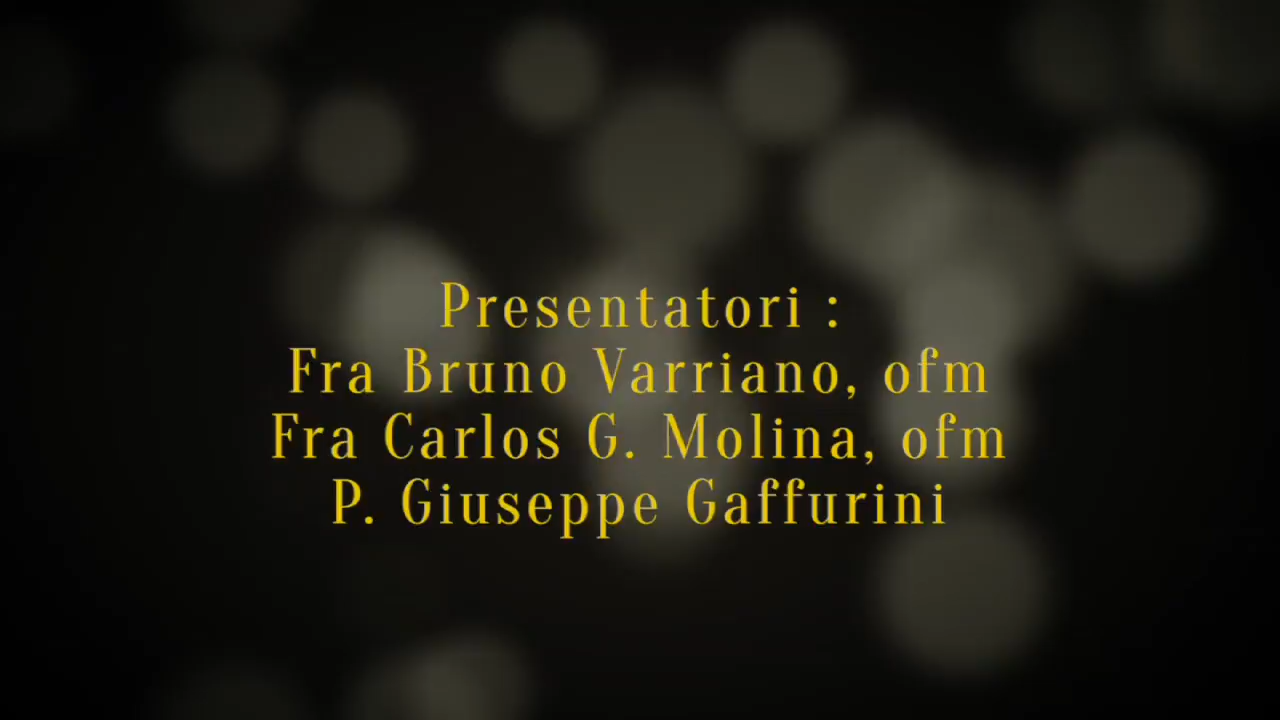 Presentatori :
Fra Bruno Varriano, ofm
Fra Carlos G. Molina, ofm
P. Giuseppe Gaffurini